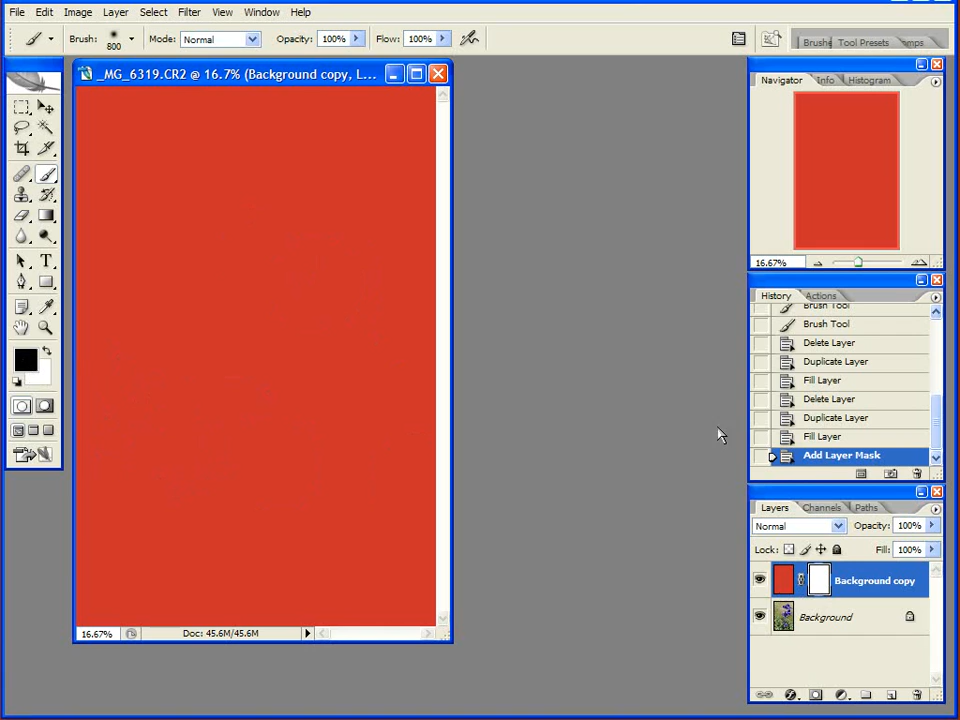 File Edit Image Layer Select Filter View Window Help
Brush: 800 Mode: Normal Opacity: 100% Flow: 100%
Brushe Tool Presets omps
_MG_6319.CR2 @ 16.7% (Background copy, L...
Navigator Info Histogram
16.67%
History Actions
Brush Tool
Brush Tool
Delete Layer
Duplicate Layer
Fill Layer
Delete Layer
Duplicate Layer
Fill Layer
Add Layer Mask
Layers Channels Paths
Normal Opacity: 100%
Lock: Fill: 100%
Background copy
Background
16.67% Doc: 45.6M/45.6M